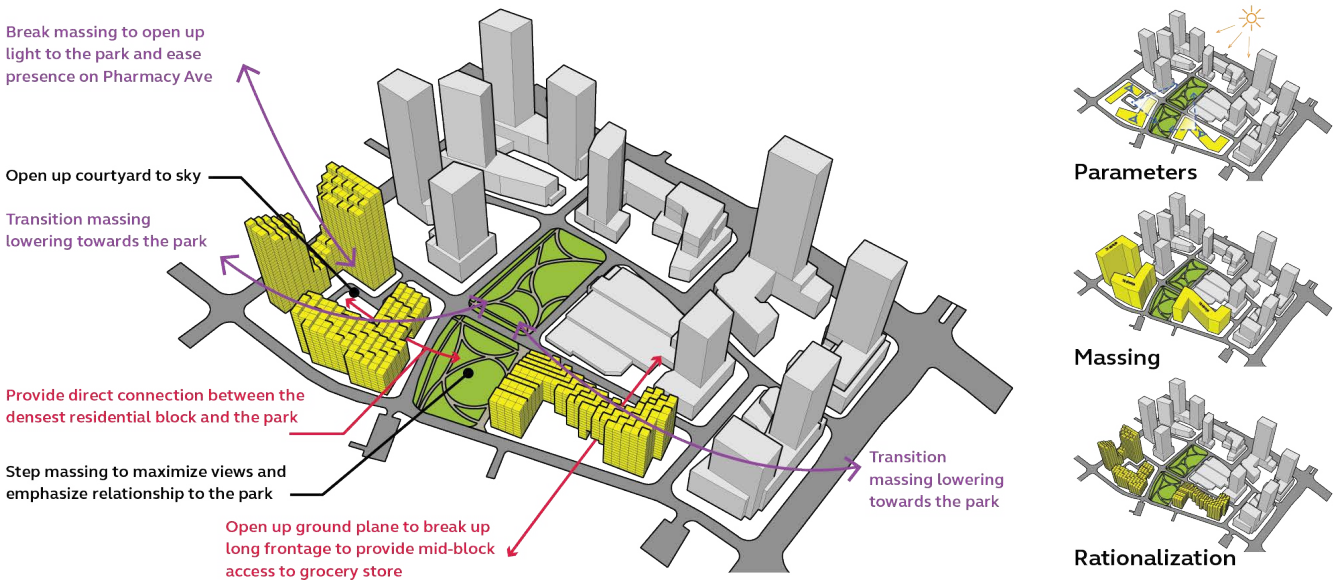 Break massing to open up
light to the park and ease
presence on Pharmacy Ave
Open up courtyard to sky
Transition massing
lowering towards the park
Provide direct connection between the
densest residential block and the park
Step massing to maximize views and
emphasize relationship to the park
Open up ground plane to break up
long frontage to provide mid-block
access to grocery store
Transition
massing lowering
towards the park
Parameters
Massing
Rationalization